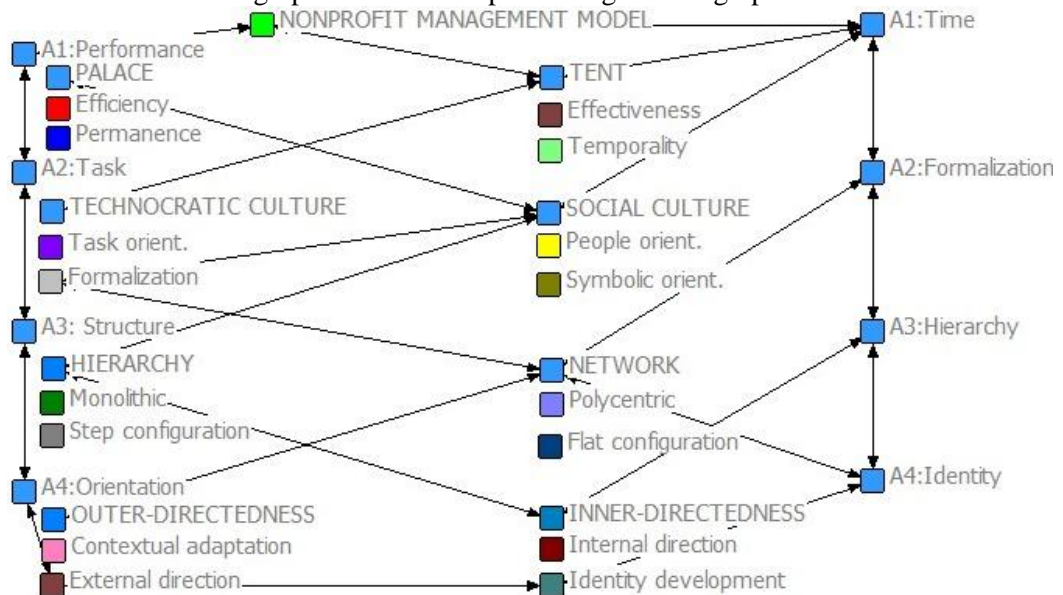 NONPROFIT MANAGEMENT MODEL
A1:Time
A1:Performance
PALACE
TENT
Efficiency
Effectiveness
Permanence
Temporality
A2:Task
A2:Formalization
TECHNOCRATIC CULTURE
SOCIAL CULTURE
Task orient.
People orient.
Formalization
Symbolic orient.
A3: Structure
A3:Hierarchy
HIERARCHY
NETWORK
Monolithic
Polycentric
Step configuration
Flat configuration
A4:Orientation
A4:Identity
OUTER-DIRECTEDNESS
INNER-DIRECTEDNESS
Contextual adaptation
Internal direction
External direction
Identity development